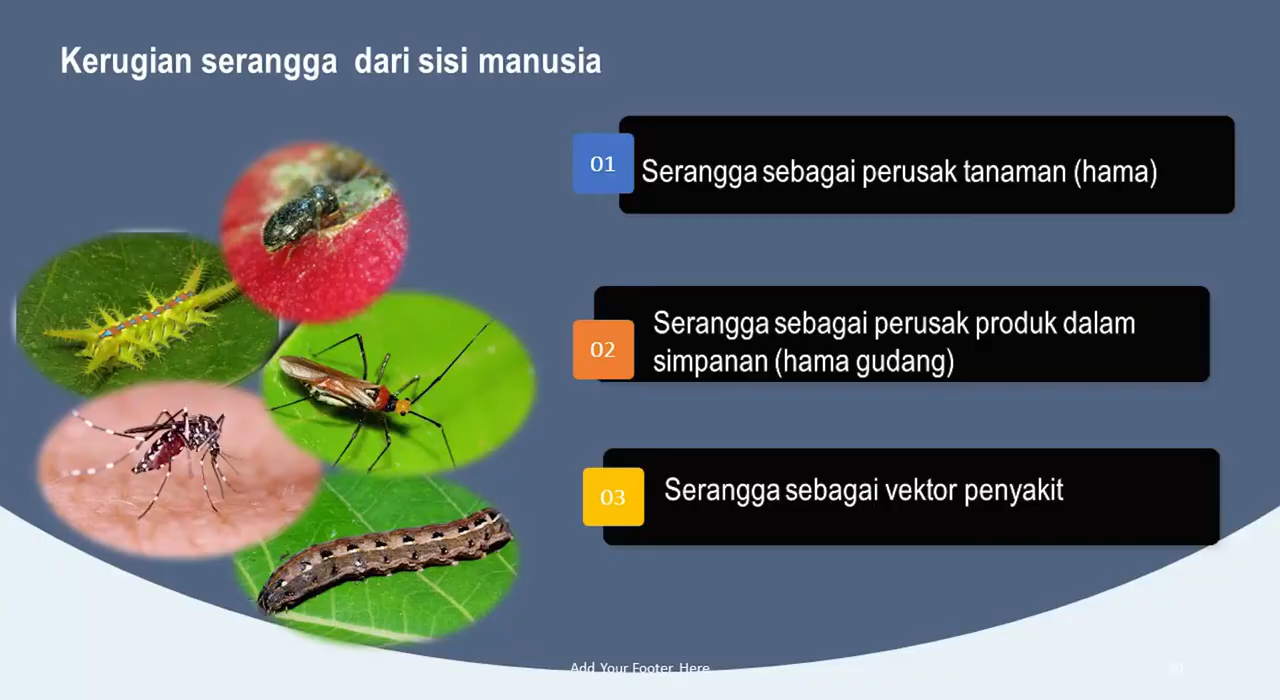 Kerugian serangga dari sisi manusia
01
Serangga sebagai perusak tanaman (hama)
02
Serangga sebagai perusak produk dalam
simpanan (hama gudang)
03
Serangga sebagai vektor penyakit
Add Your Footer Here